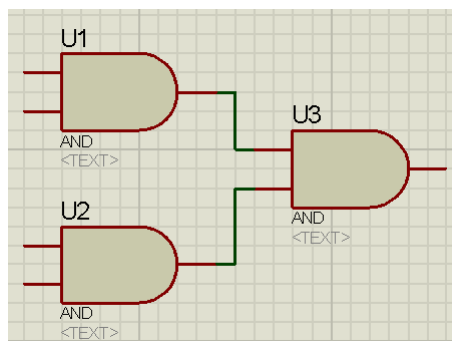 U1
AND
<TEXT>
U3
AND
<TEXT>
U2
AND
<TEXT>